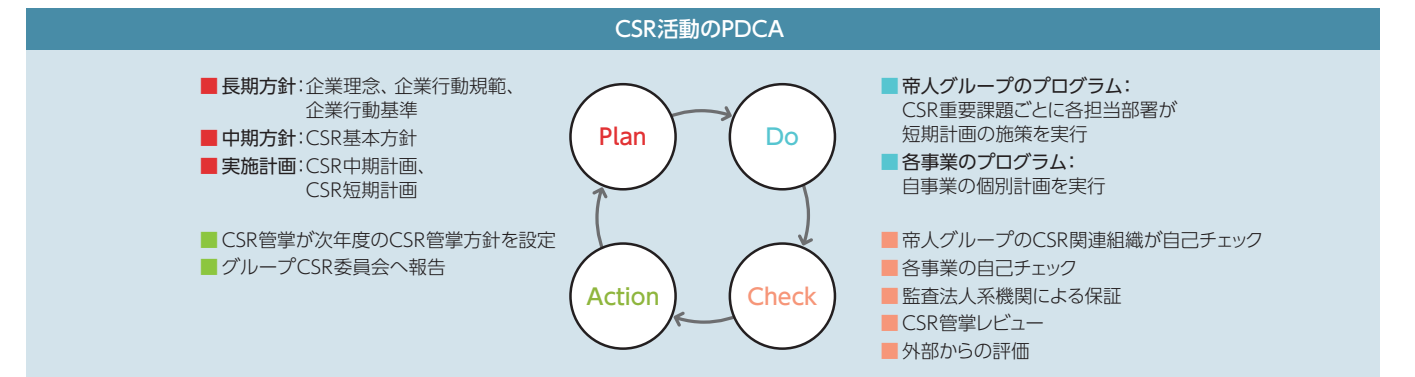 CSR活動のPDCA
■長期方針：企業理念、企業行動規範、
企業行動基準
■中期方針：CSR基本方針
■実施計画：CSR中期計画、
CSR短期計画
Plan
Do
■帝人グループのプログラム：
CSR重要課題ごとに各担当部署が
短期計画の施策を実行
■各事業のプログラム：
自事業の個別計画を実行
■CSR管掌が次年度のCSR管掌方針を設定
■グループCSR委員会へ報告
Action
Check
■帝人グループのCSR関連組織が自己チェック
■各事業の自己チェック
■監査法人系機関による保証
■CSR管掌レビュー
■外部からの評価